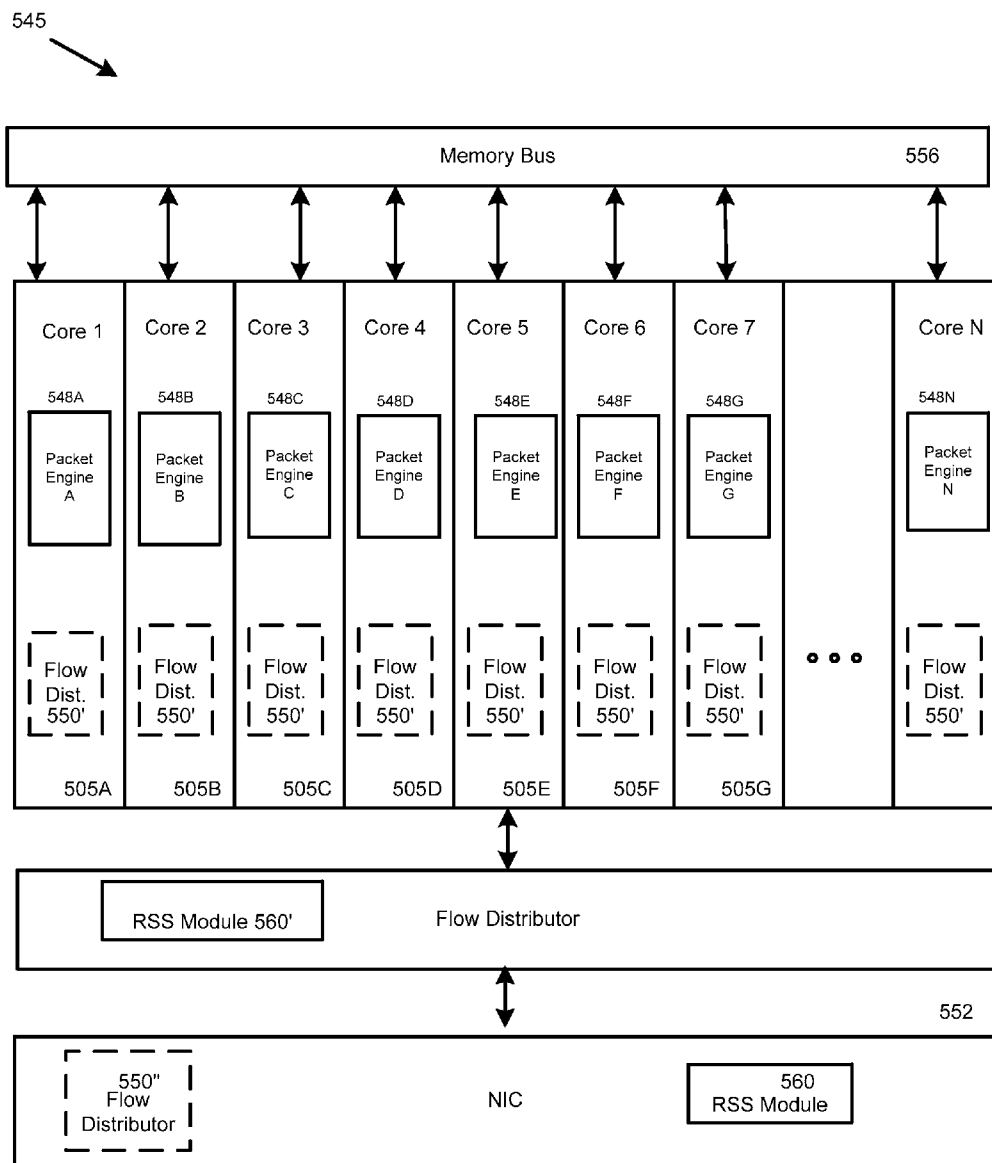 545
Memory Bus 556
Core 1 Core 2 Core 3 Core 4 Core 5 Core 6 Core 7 Core N
548A 548B 548C 548D 548E 548F 548G 548N
Packet Engine A
Packet Engine B
Packet Engine C
Packet Engine D
Packet Engine E
Packet Engine F
Packet Engine G
Packet Engine N
Flow Dist. 550'
Flow Dist. 550'
Flow Dist. 550'
Flow Dist. 550'
Flow Dist. 550'
Flow Dist. 550'
Flow Dist. 550'
Flow Dist. 550'
505A 505B 505C 505D 505E 505F 505G
RSS Module 560' Flow Distributor
552
550"
Flow
Distributor
NIC
560
RSS Module